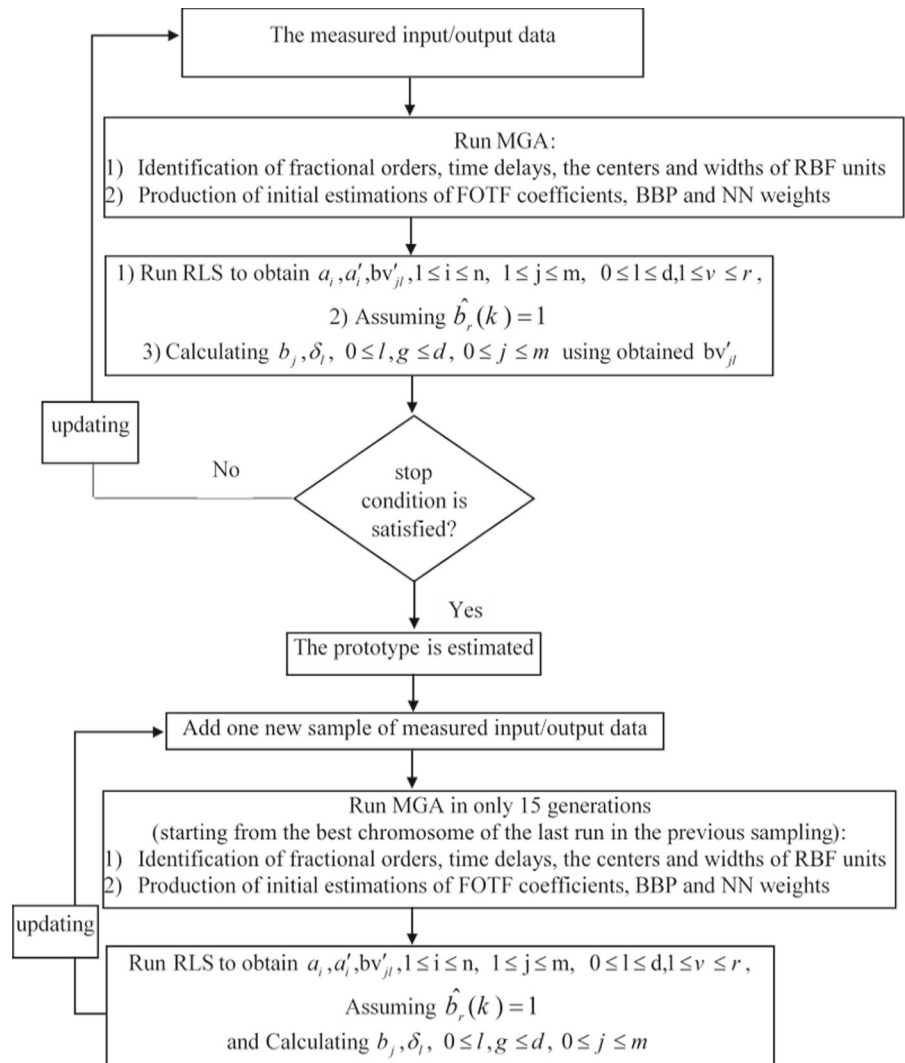 The measured input/output data
Run MGA:
1) Identification of fractional orders, time delays, the centers and widths of RBF units
2) Production of initial estimations of FOTF coefficients, BBP and NN weights
1) Run RLS to obtain a_i ,a′_i ,bv′_jl ,1≤i≤n, 1≤j≤m, 0≤l≤d,1≤v ≤r ,
2) Assuming b̂_r (k)=1
3) Calculating b_j ,δ_l , 0≤l,g ≤d, 0≤j ≤m using obtained bv′_jl
updating
No
stop
condition is
satisfied?
Yes
The prototype is estimated
Add one new sample of measured input/output data
Run MGA in only 15 generations
(starting from the best chromosome of the last run in the previous sampling):
1) Identification of fractional orders, time delays, the centers and widths of RBF units
2) Production of initial estimations of FOTF coefficients, BBP and NN weights
updating
Run RLS to obtain a_i ,a′_i ,bv′_jl ,1≤i≤n, 1≤j≤m, 0≤l≤d,1≤v ≤r ,
Assuming b̂_r (k)=1
and Calculating b_j ,δ_l , 0≤l,g ≤d, 0≤j ≤m